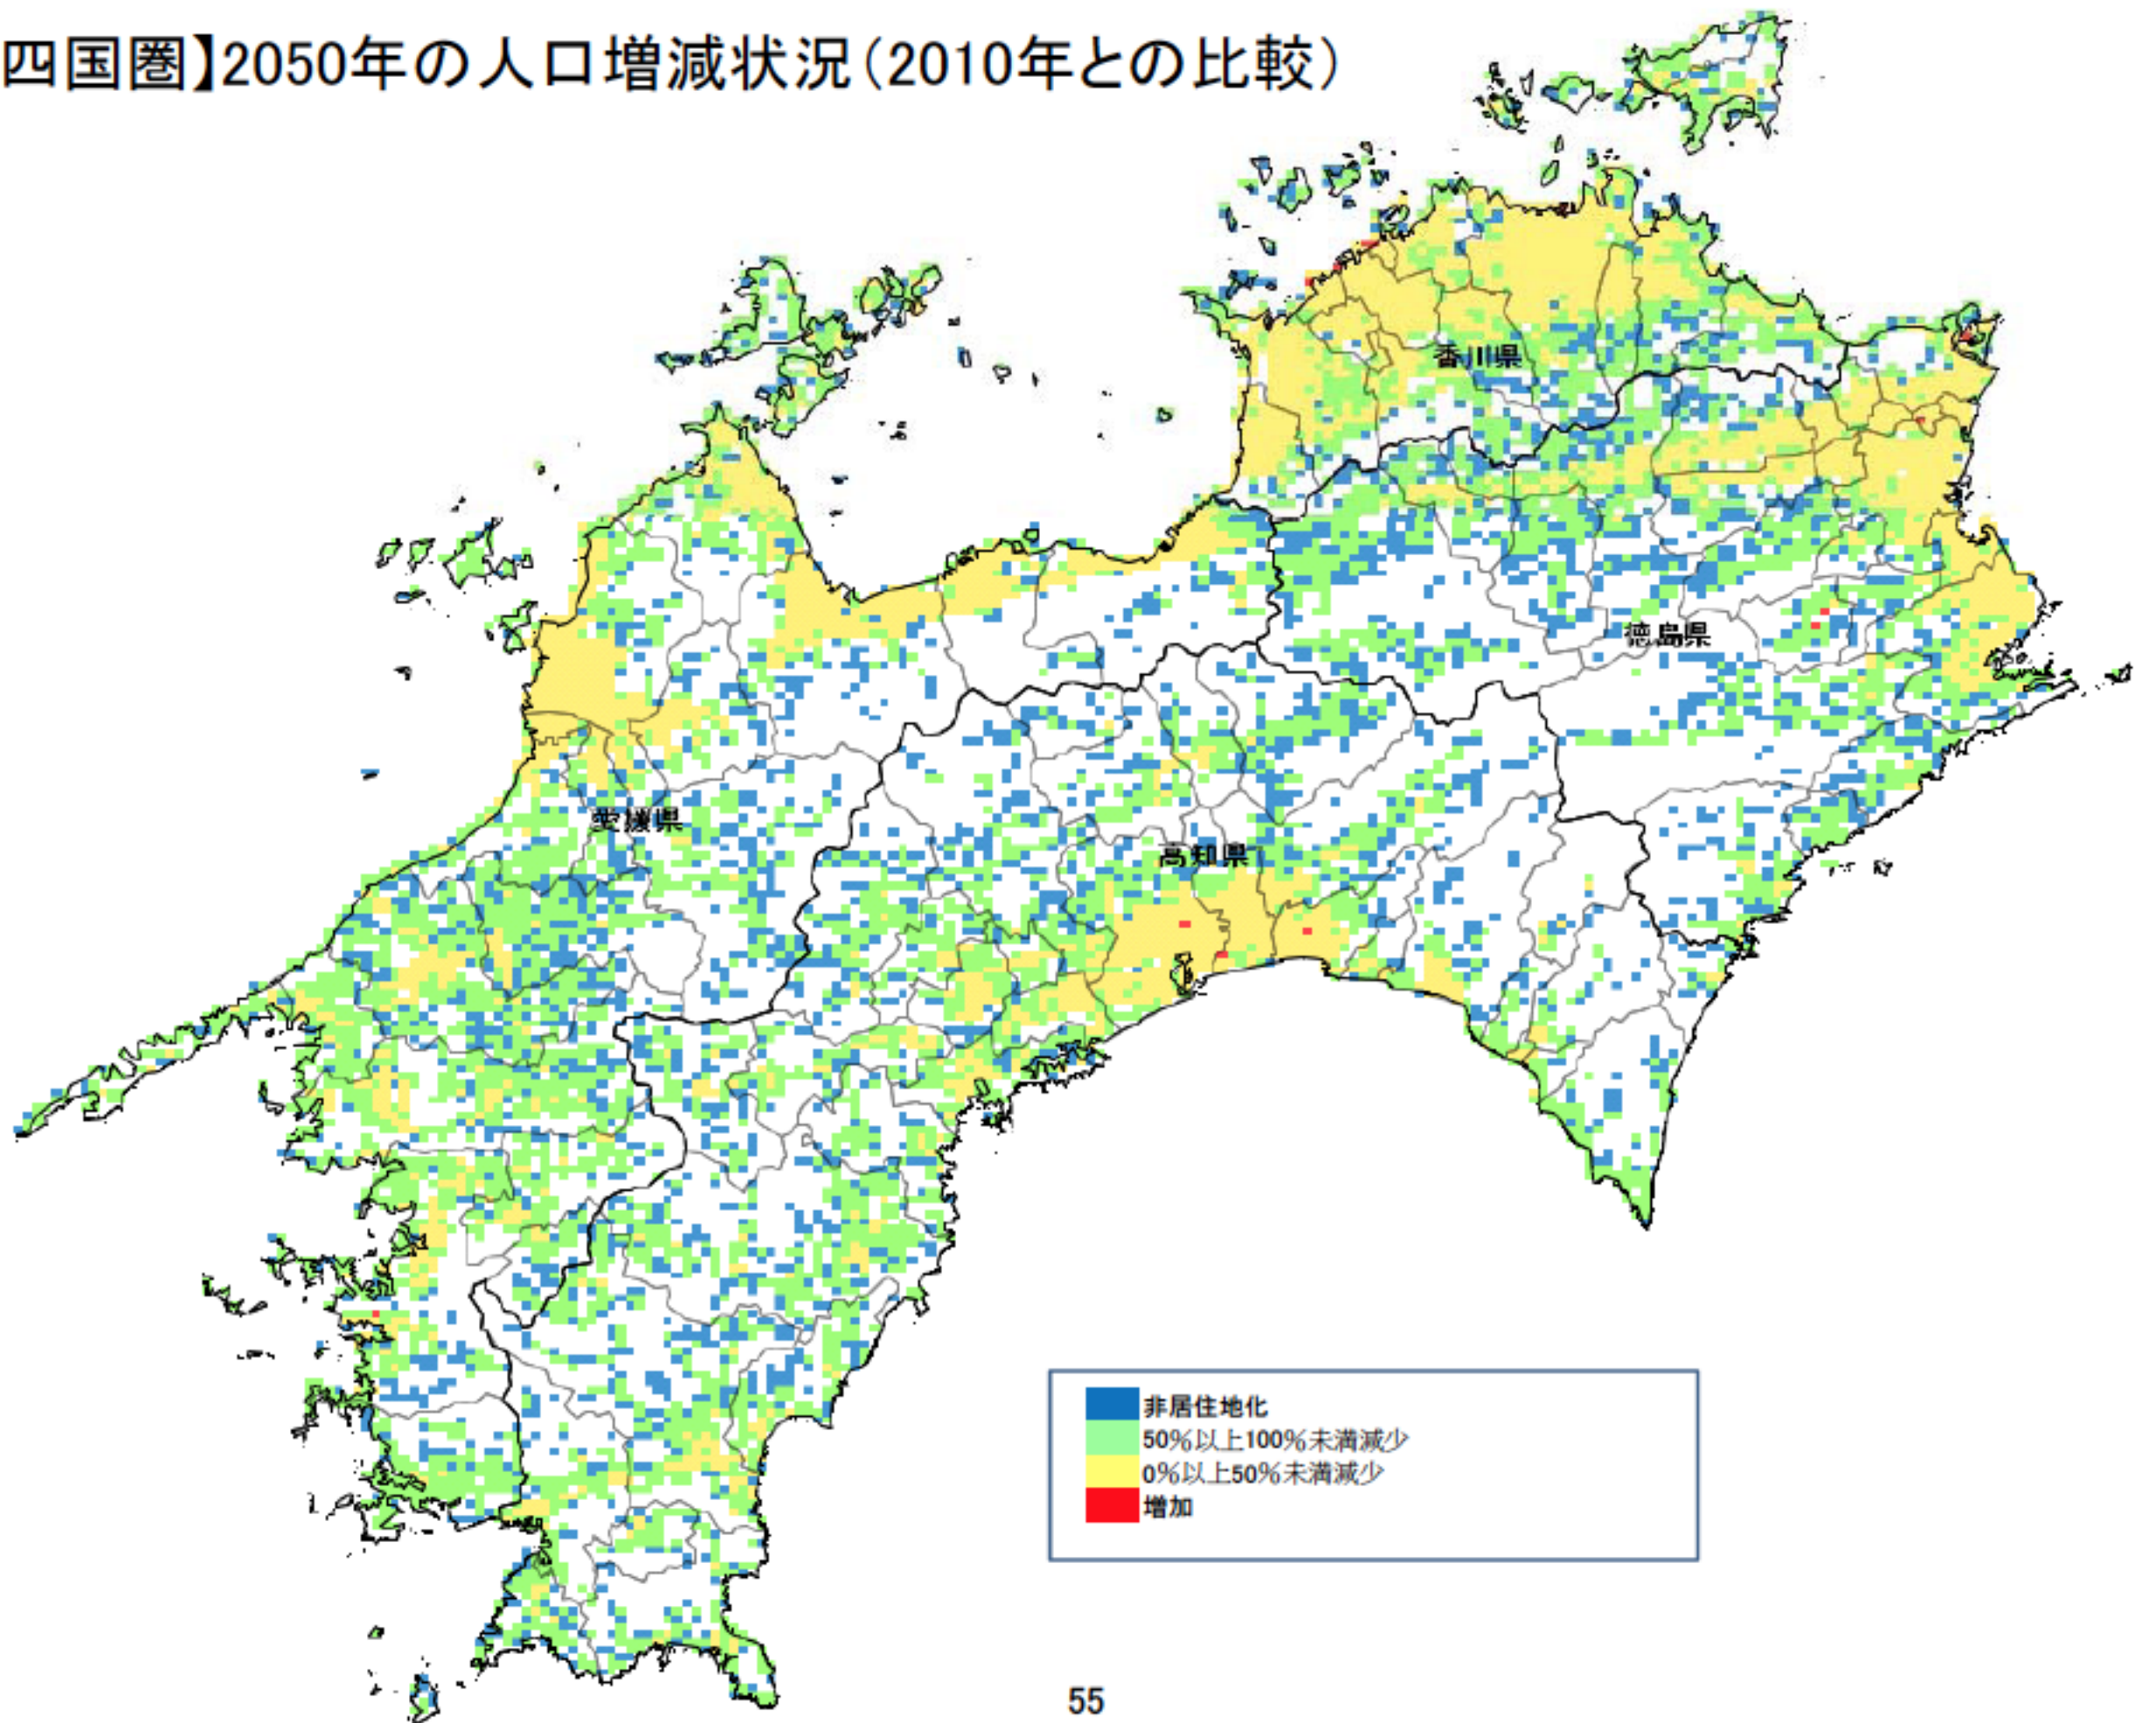 四国圏】2050年の人口増減状況（2010年との比較）
香川県
徳島県
愛媛県
高知県
非居住地化
50％以上100％未満減少
0％以上50％未満減少
増加
55